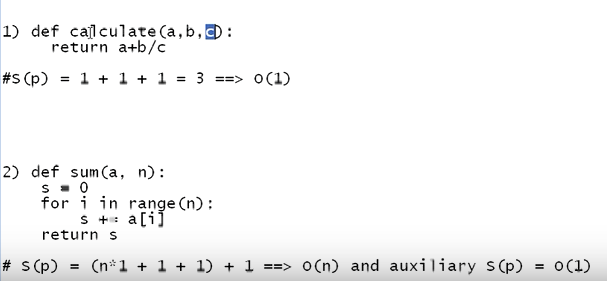 1) def calculate(a,b,c):
return a+b/c
#S(p) = 1 + 1 + 1 = 3 ==> O(1)
2) def sum(a, n):
s = 0
for i in range(n):
s += a[i]
return s
# S(p) = (n*1 + 1 + 1) + 1 ==> O(n) and auxiliary S(p) = O(1)